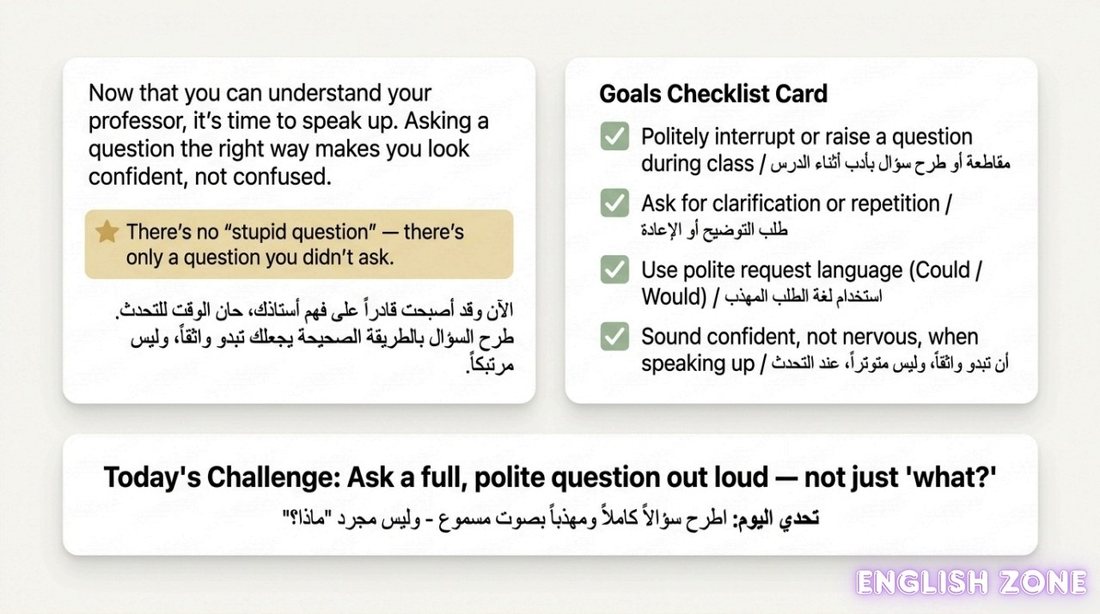 Now that you can understand your
professor, it’s time to speak up. Asking a
question the right way makes you look
confident, not confused.
There’s no “stupid question” — there’s
only a question you didn’t ask.
الآن وقد أصبحت قادراً على فهم أستاذك، حان الوقت للتحدث.
طرح السؤال بالطريقة الصحيحة يجعلك تبدو واثقاً، وليس
مرتبكاً.
Goals Checklist Card
Politely interrupt or raise a question
during class / مقاطعة أو طرح سؤال بأدب أثناء الدرس
Ask for clarification or repetition /
طلب التوضيح أو الإعادة
Use polite request language (Could /
Would) / استخدام لغة الطلب المهذب
Sound confident, not nervous, when
speaking up / أن تبدو واثقاً، وليس متوتراً، عند التحدث
Today's Challenge: Ask a full, polite question out loud — not just 'what?'
تحدي اليوم: اطرح سؤالاً كاملاً ومهذباً بصوت مسموع - وليس مجرد "ماذا؟"
ENGLISH ZONE